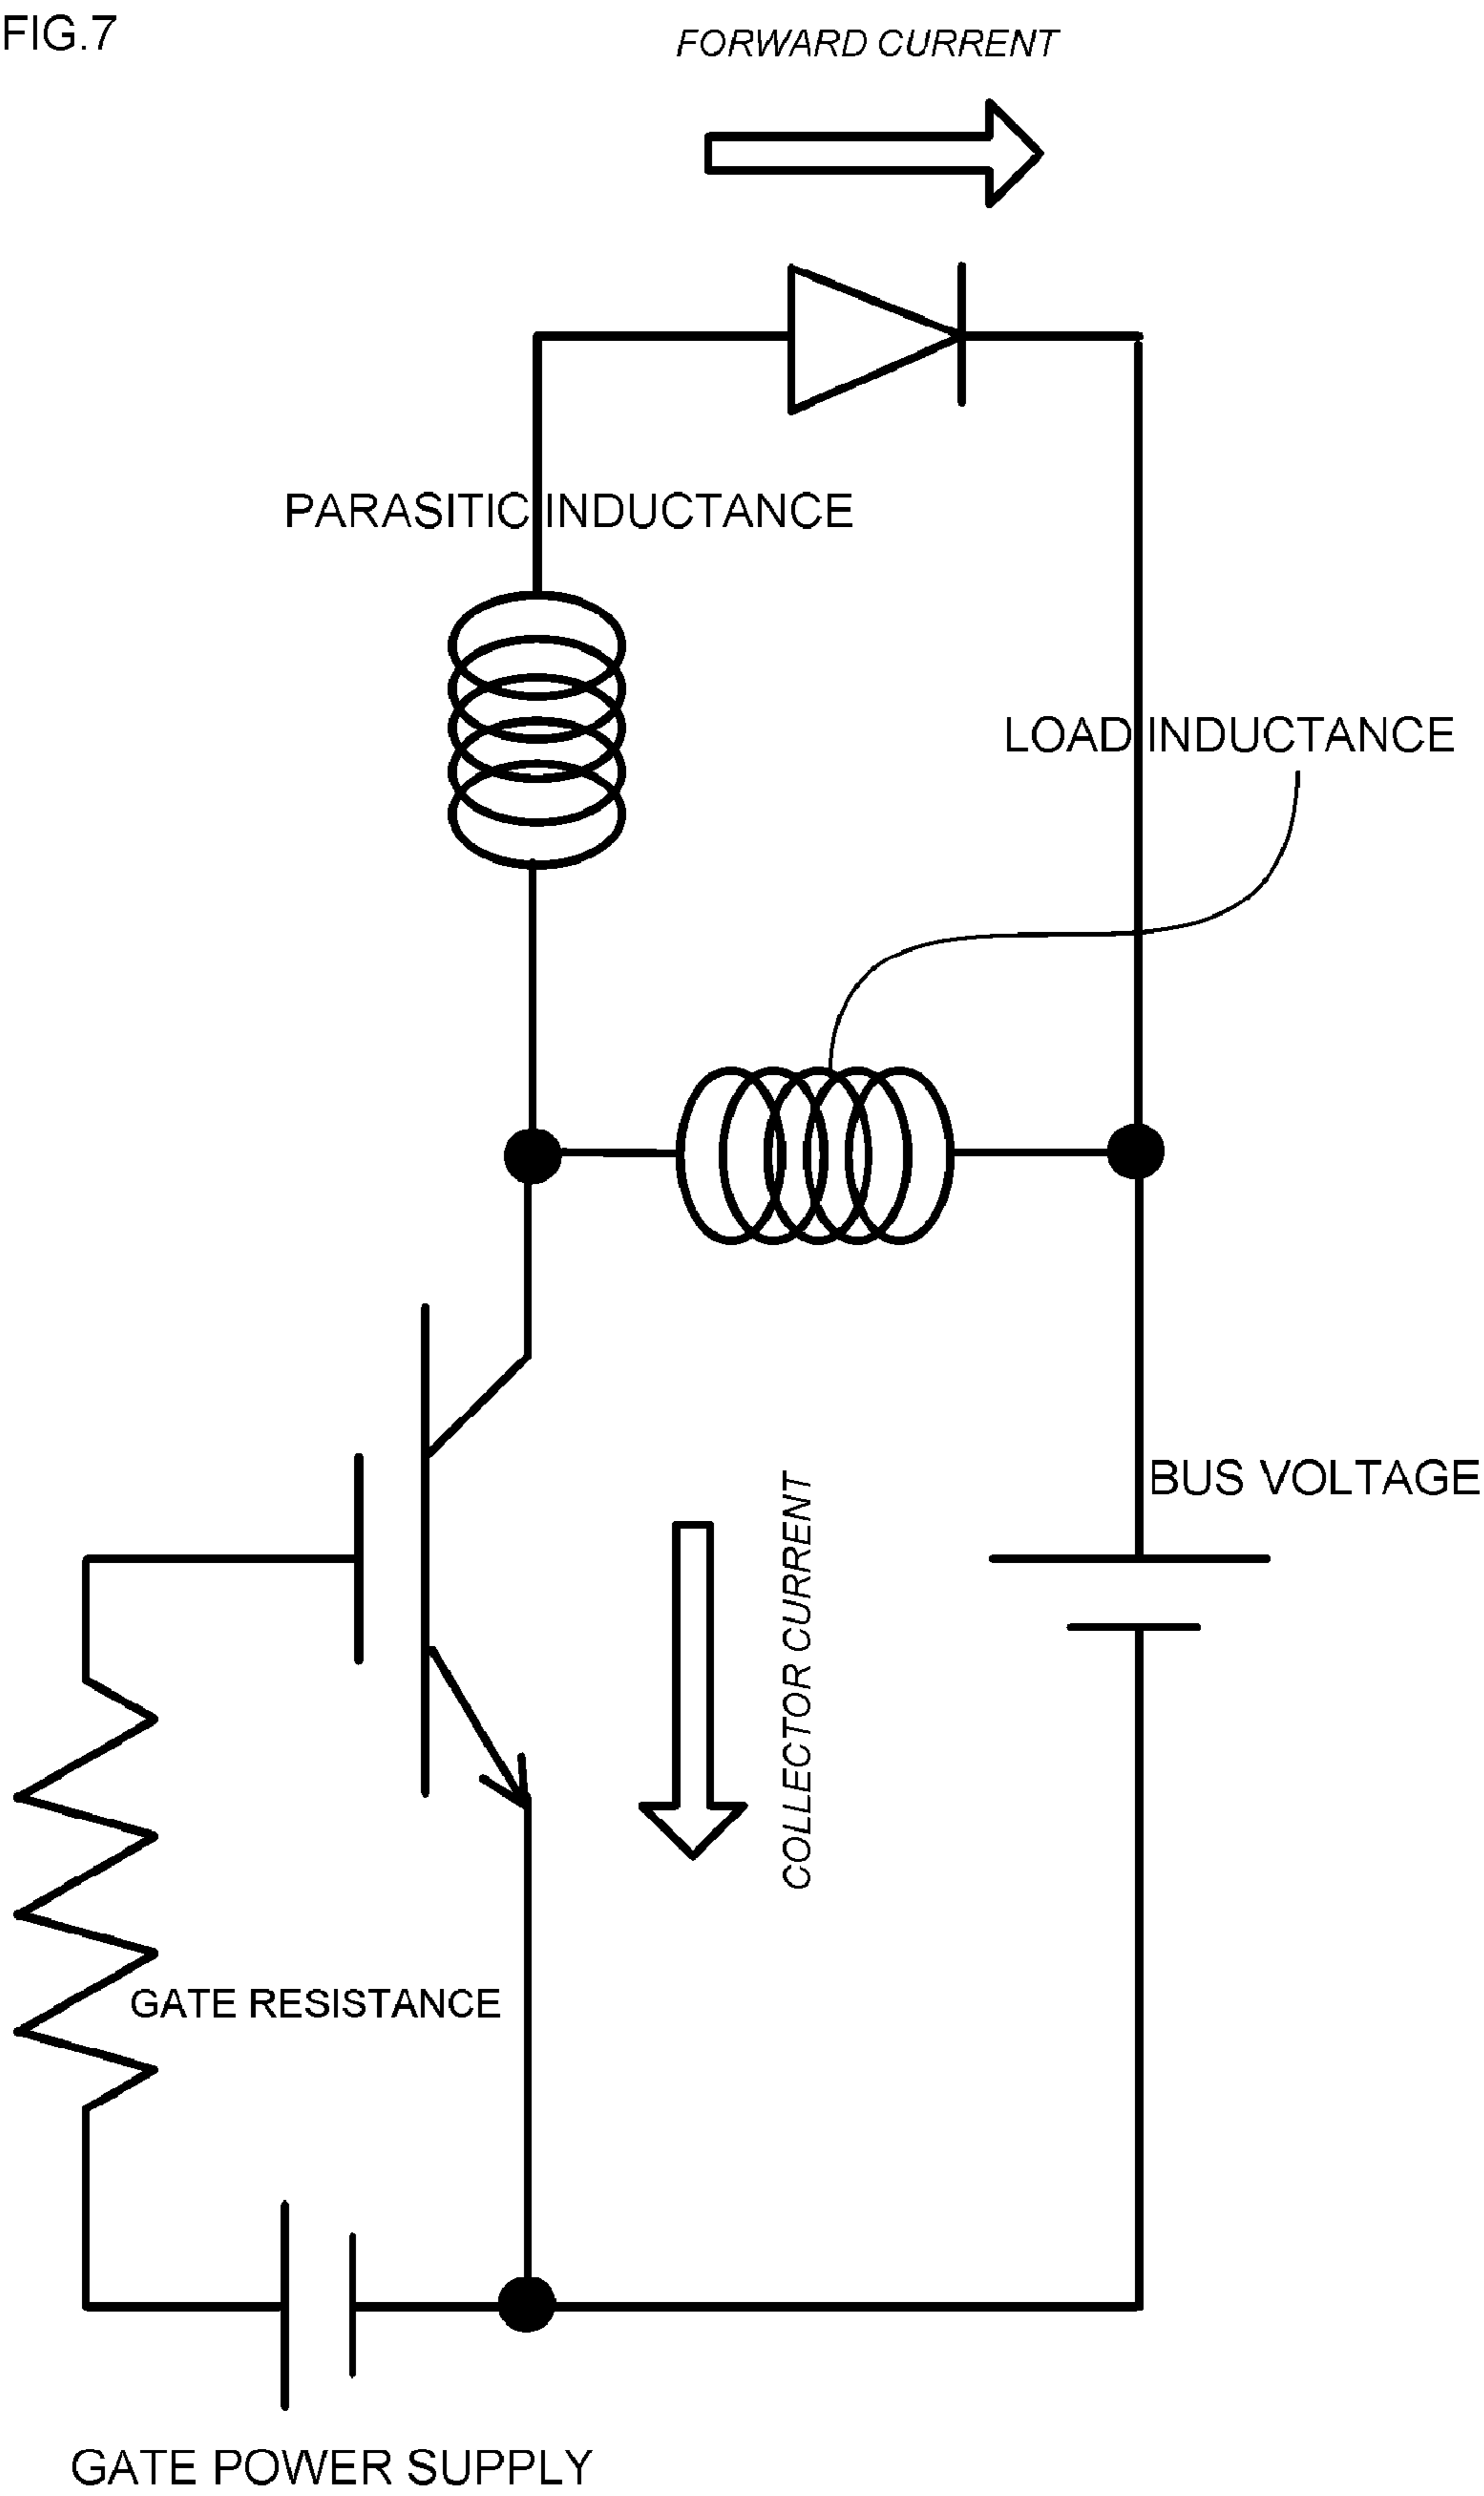 FIG.7
FORWARD CURRENT
PARASITIC INDUCTANCE
LOAD INDUCTANCE
BUS VOLTAGE
COLLECTOR CURRENT
GATE RESISTANCE
GATE POWER SUPPLY